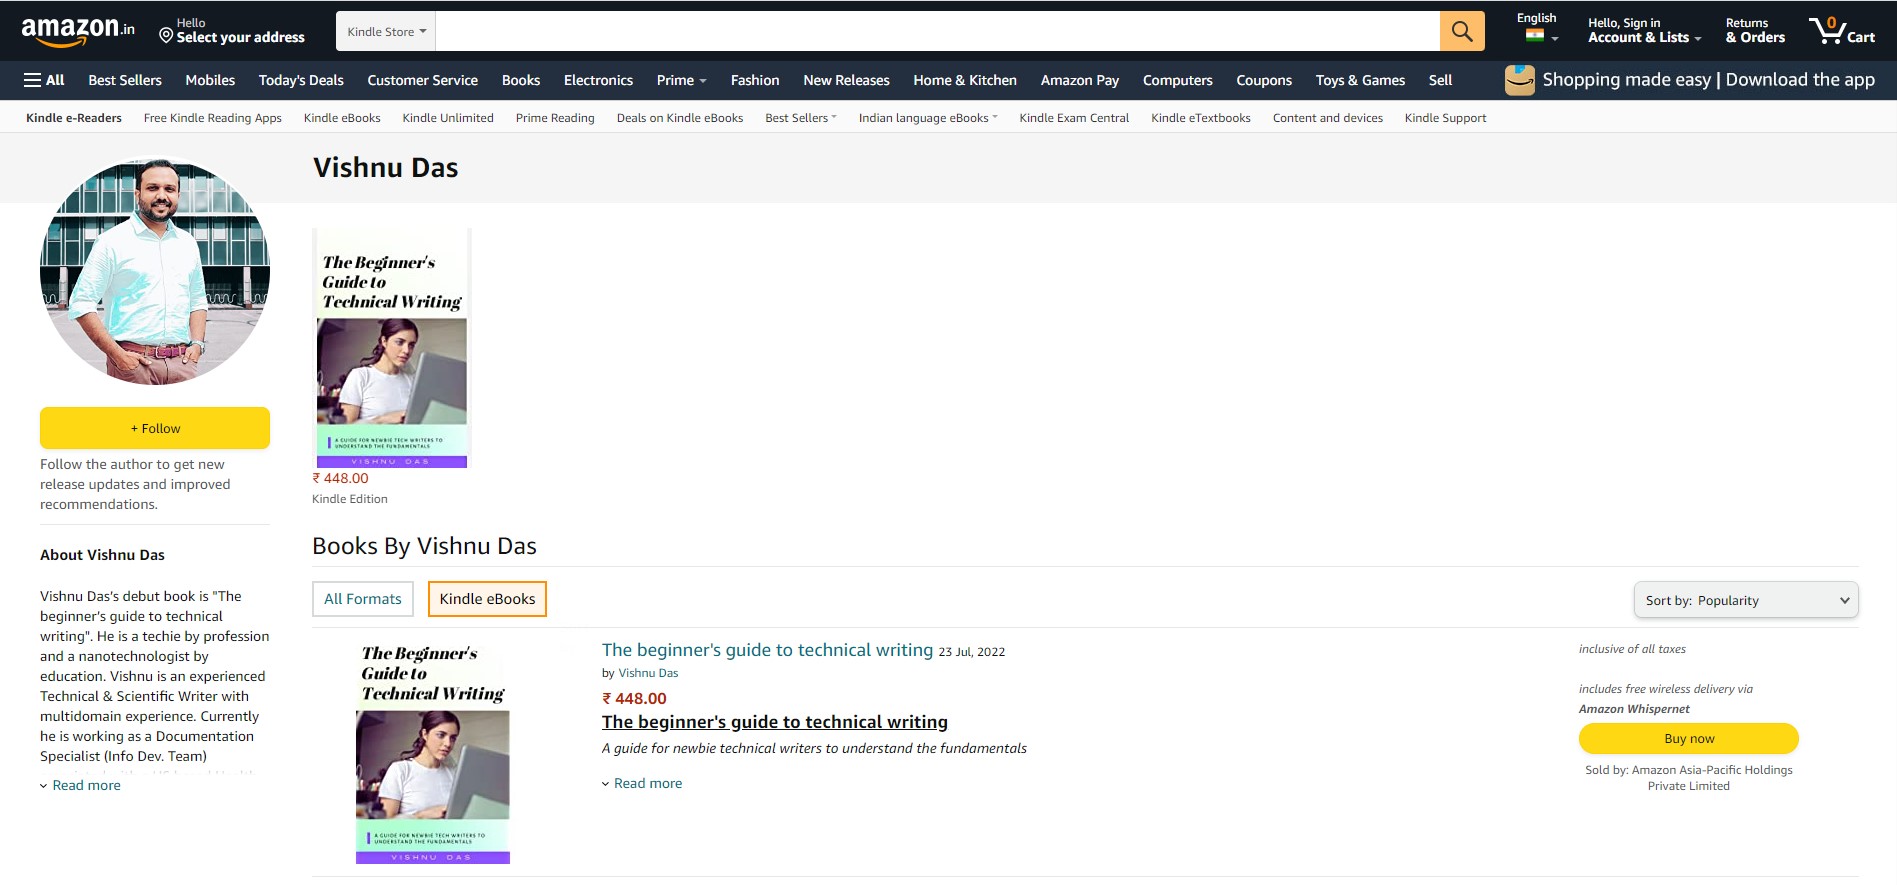 amazon.in
Hello
Select your address
Kindle Store
English
Hello, Sign in
Account & Lists
Returns
& Orders
0
Cart
All Best Sellers Mobiles Today's Deals Customer Service Books Electronics Prime Fashion New Releases Home & Kitchen Amazon Pay Computers Coupons Toys & Games Sell
Shopping made easy | Download the app
Kindle e-Readers Free Kindle Reading Apps Kindle eBooks Kindle Unlimited Prime Reading Deals on Kindle eBooks Best Sellers Indian language eBooks Kindle Exam Central Kindle eTextbooks Content and devices Kindle Support
Vishnu Das
+ Follow
Follow the author to get new
release updates and improved
recommendations.
About Vishnu Das
Vishnu Das's debut book is "The
beginner's guide to technical
writing". He is a techie by profession
and a nanotechnologist by
education. Vishnu is an experienced
Technical & Scientific Writer with
multidomain experience. Currently
he is working as a Documentation
Specialist (Info Dev. Team)
Read more
The Beginner's
Guide to
Technical Writing
A GUIDE FOR NEWBIE TECH WRITERS TO
UNDERSTAND THE FUNDAMENTALS
VISHNU DAS
₹ 448.00
Kindle Edition
Books By Vishnu Das
All Formats Kindle eBooks
Sort by: Popularity
The Beginner's
Guide to
Technical Writing
A GUIDE FOR NEWBIE TECH WRITERS TO
UNDERSTAND THE FUNDAMENTALS
VISHNU DAS
The beginner's guide to technical writing 23 Jul, 2022
by Vishnu Das
₹ 448.00
The beginner's guide to technical writing
A guide for newbie technical writers to understand the fundamentals
Read more
inclusive of all taxes
includes free wireless delivery via
Amazon Whispernet
Buy now
Sold by: Amazon Asia-Pacific Holdings
Private Limited